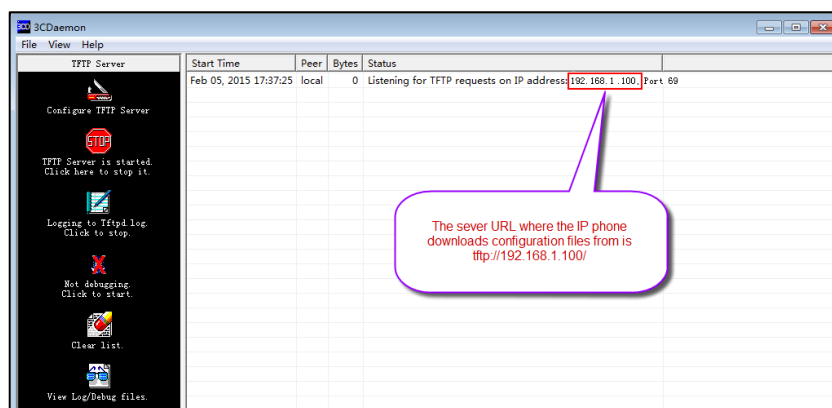 3CDaemon
File View Help
TFTP Server
Start Time Peer Bytes Status
Feb 05, 2015 17:37:25 local 0 Listening for TFTP requests on IP address: 192.168.1.100, Port 69
Configure TFTP Server
STOP
TFTP Server is started.
Click here to stop it.
Logging to Tftpd.log.
Click to stop.
Not debugging.
Click to start.
Clear list.
View Log/Debug files.
The sever URL where the IP phone
downloads configuration files from is
tftp://192.168.1.100/